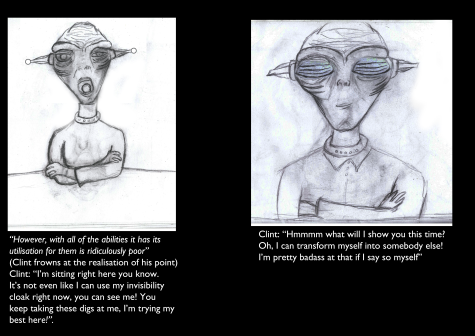 "However, with all of the abilities it has its
utilisation for them is ridiculously poor"
(Clint frowns at the realisation of his point)
Clint: "I'm sitting right here you know.
It's not even like I can use my invisibility
cloak right now, you can see me! You
keep taking these digs at me, I'm trying my
best here!".
Clint: "Hmmmm what will I show you this time?
Oh, I can transform myself into somebody else!
I'm pretty badass at that if I say so myself"